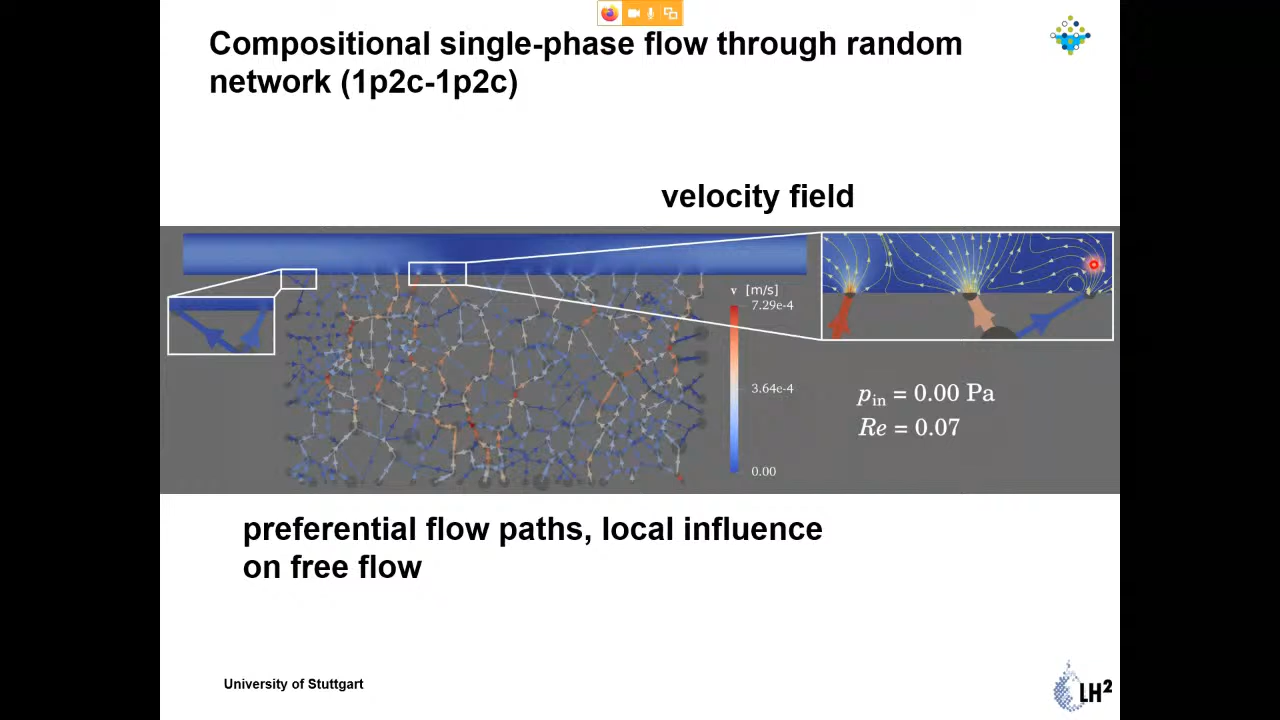 Compositional single-phase flow through random
network (1p2c-1p2c)
velocity field
v [m/s]
7.29e-4
3.64e-4
0.00
pin = 0.00 Pa
Re = 0.07
preferential flow paths, local influence
on free flow
University of Stuttgart
LH²